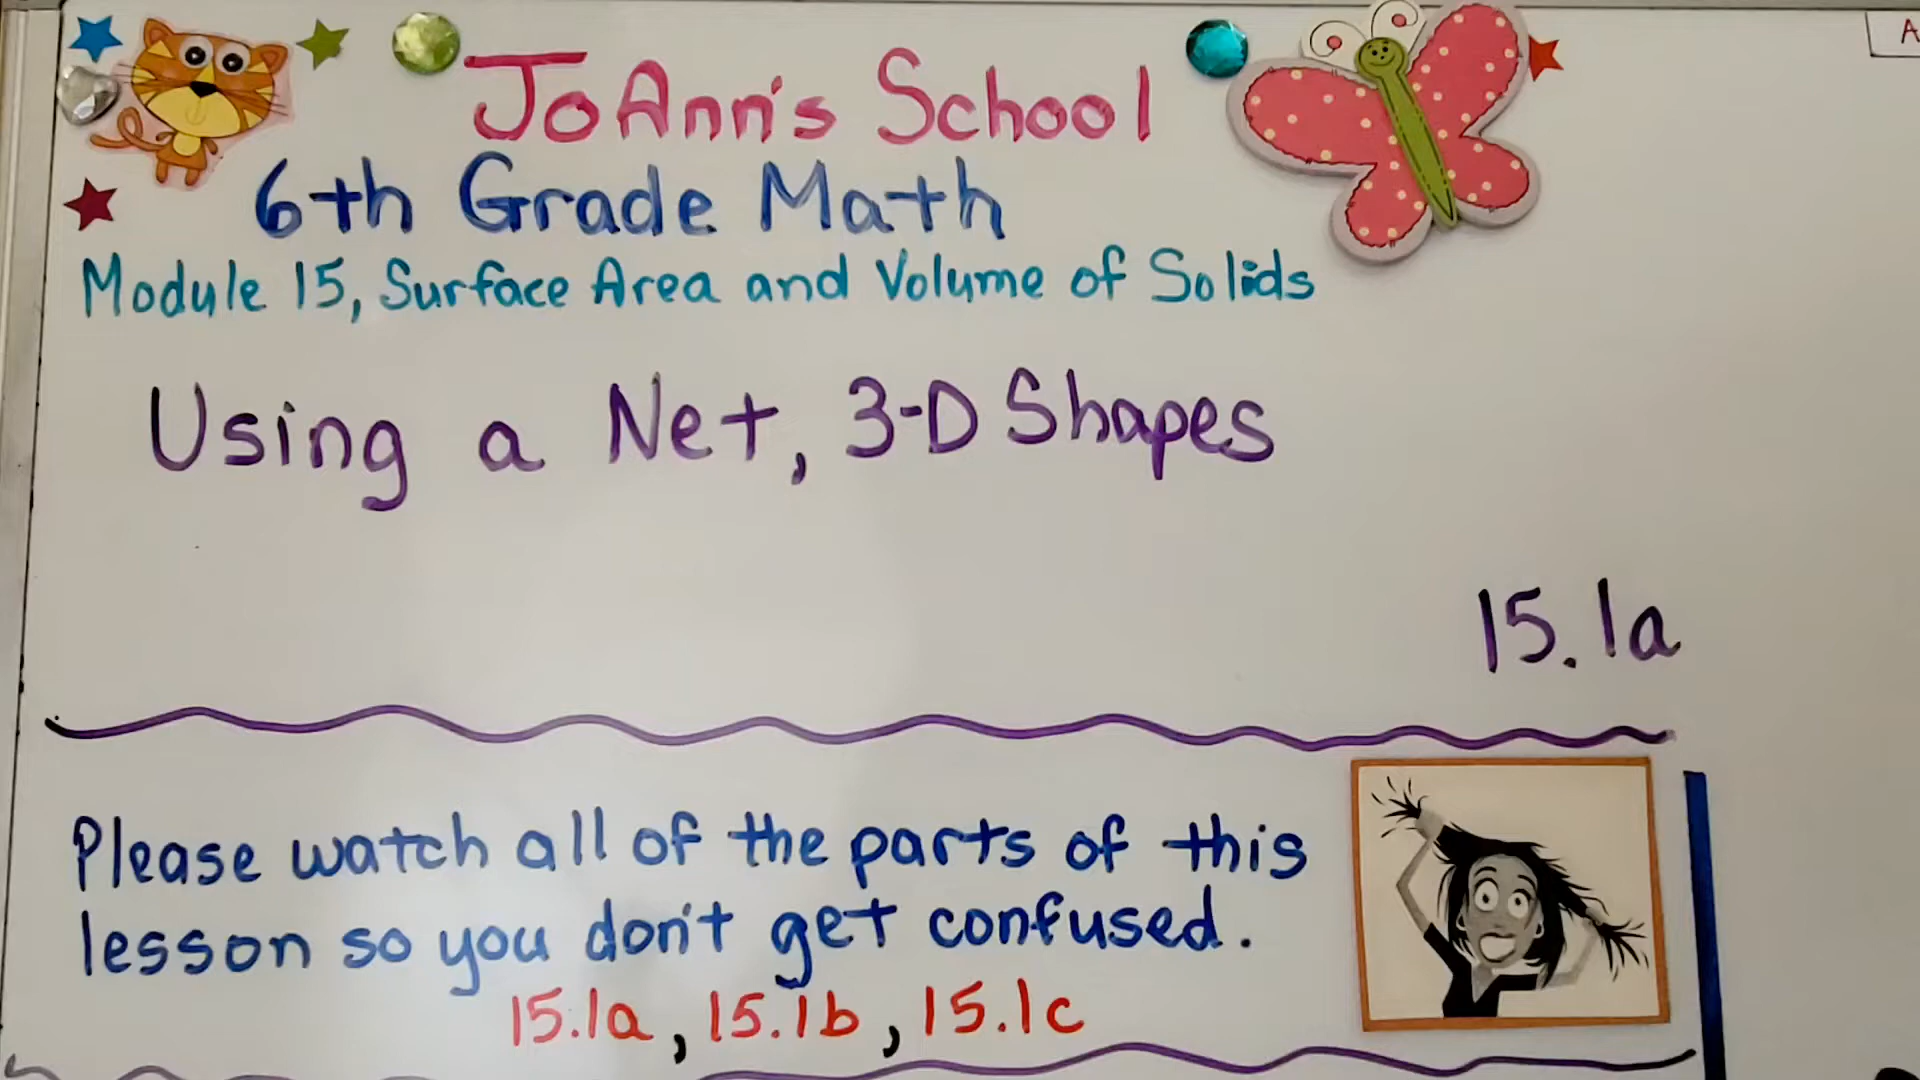 JoAnn's School
6th Grade Math
Module 15, Surface Area and Volume of Solids
Using a Net, 3-D Shapes
15.1a
Please watch all of the parts of this
lesson so you don't get confused.
15.1a, 15.1b, 15.1c